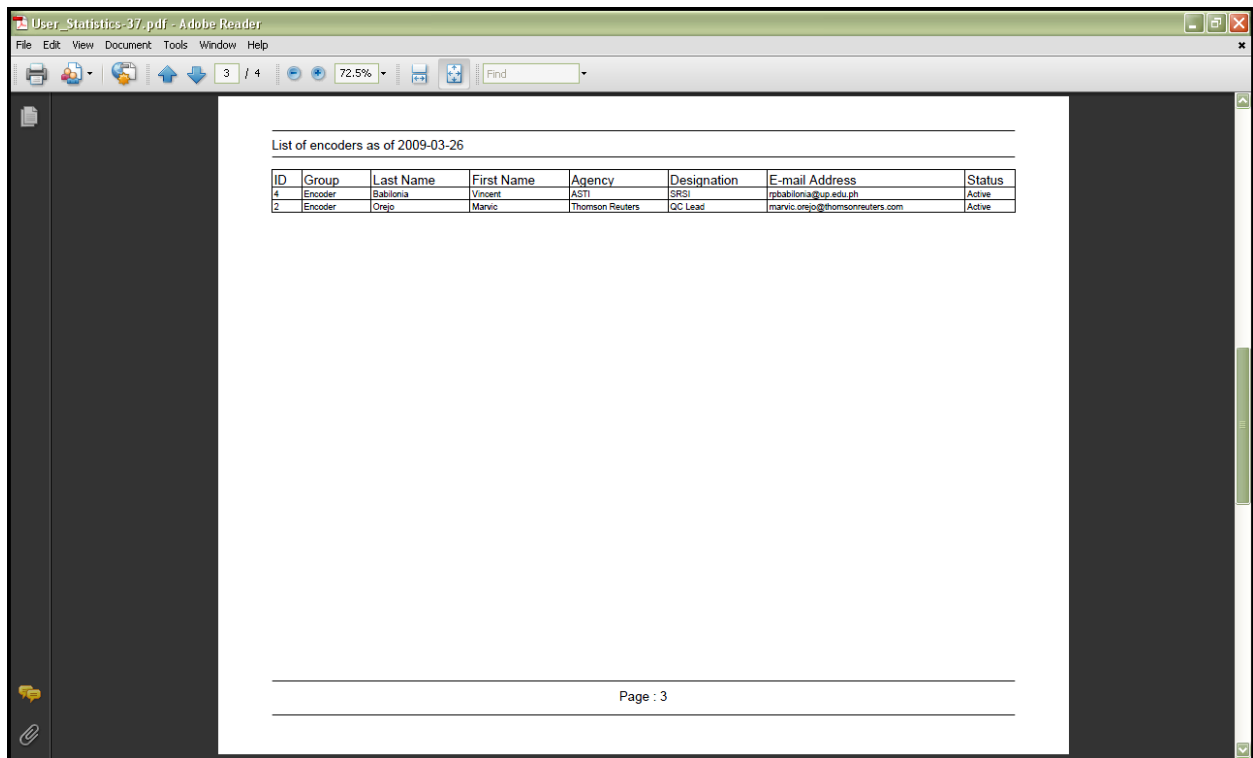 User_Statistics-37.pdf - Adobe Reader
File Edit View Document Tools Window Help
3 / 4 72.5% Find
List of encoders as of 2009-03-26
ID Group Last Name First Name Agency Designation E-mail Address Status
4 Encoder Babilonia Vincent ASTI SRSI rpbabilonia@up.edu.ph Active
2 Encoder Orejo Marvic Thomson Reuters QC Lead marvic.orejo@thomsonreuters.com Active
Page : 3